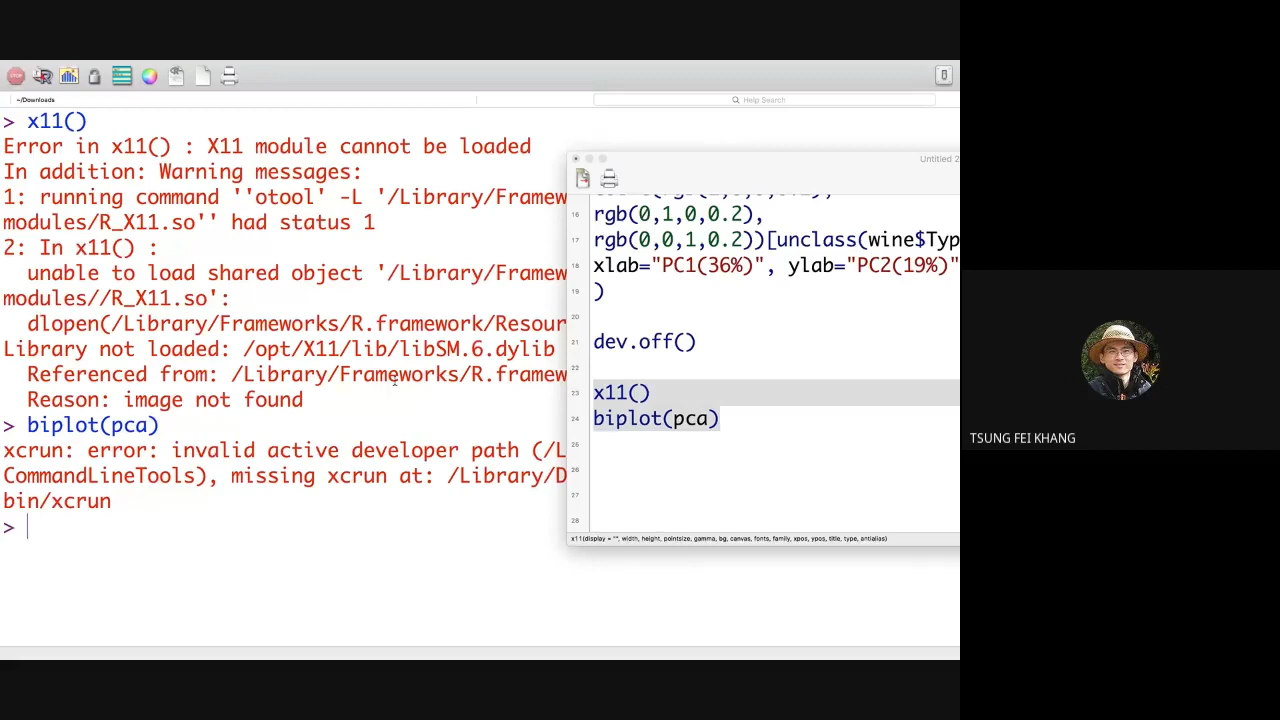 ~/Downloads
Help Search
> x11()
Error in x11() : X11 module cannot be loaded
In addition: Warning messages:
1: running command ''otool' -L '/Library/Framew
modules/R_X11.so'' had status 1
2: In x11() :
unable to load shared object '/Library/Framew
modules//R_X11.so':
dlopen(/Library/Frameworks/R.framework/Resour
Library not loaded: /opt/X11/lib/libSM.6.dylib
Referenced from: /Library/Frameworks/R.framew
Reason: image not found
> biplot(pca)
xcrun: error: invalid active developer path (/L
CommandLineTools), missing xcrun at: /Library/D
bin/xcrun
>
Untitled 2
16 rgb(0,1,0,0.2),
17 rgb(0,0,1,0.2))[unclass(wine$Typ
18 xlab="PC1(36%)", ylab="PC2(19%)"
19 )
20
21 dev.off()
22
23 x11()
24 biplot(pca)
25
26
27
28
x11(display = "", width, height, pointsize, gamma, bg, canvas, fonts, family, xpos, ypos, title, type, antialias)
TSUNG FEI KHANG